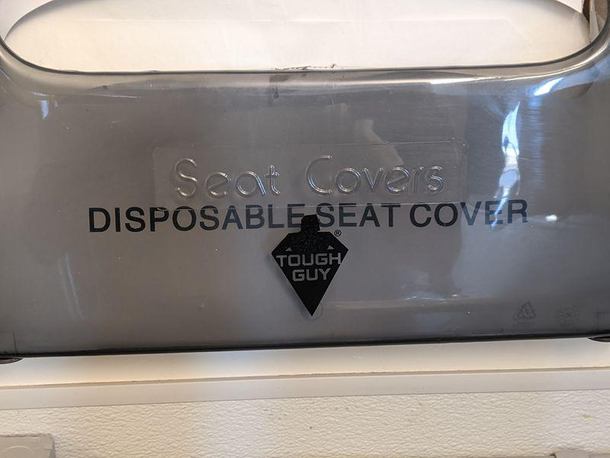 Seat Covers
DISPOSABLE SEAT COVER
®
TOUGH
GUY